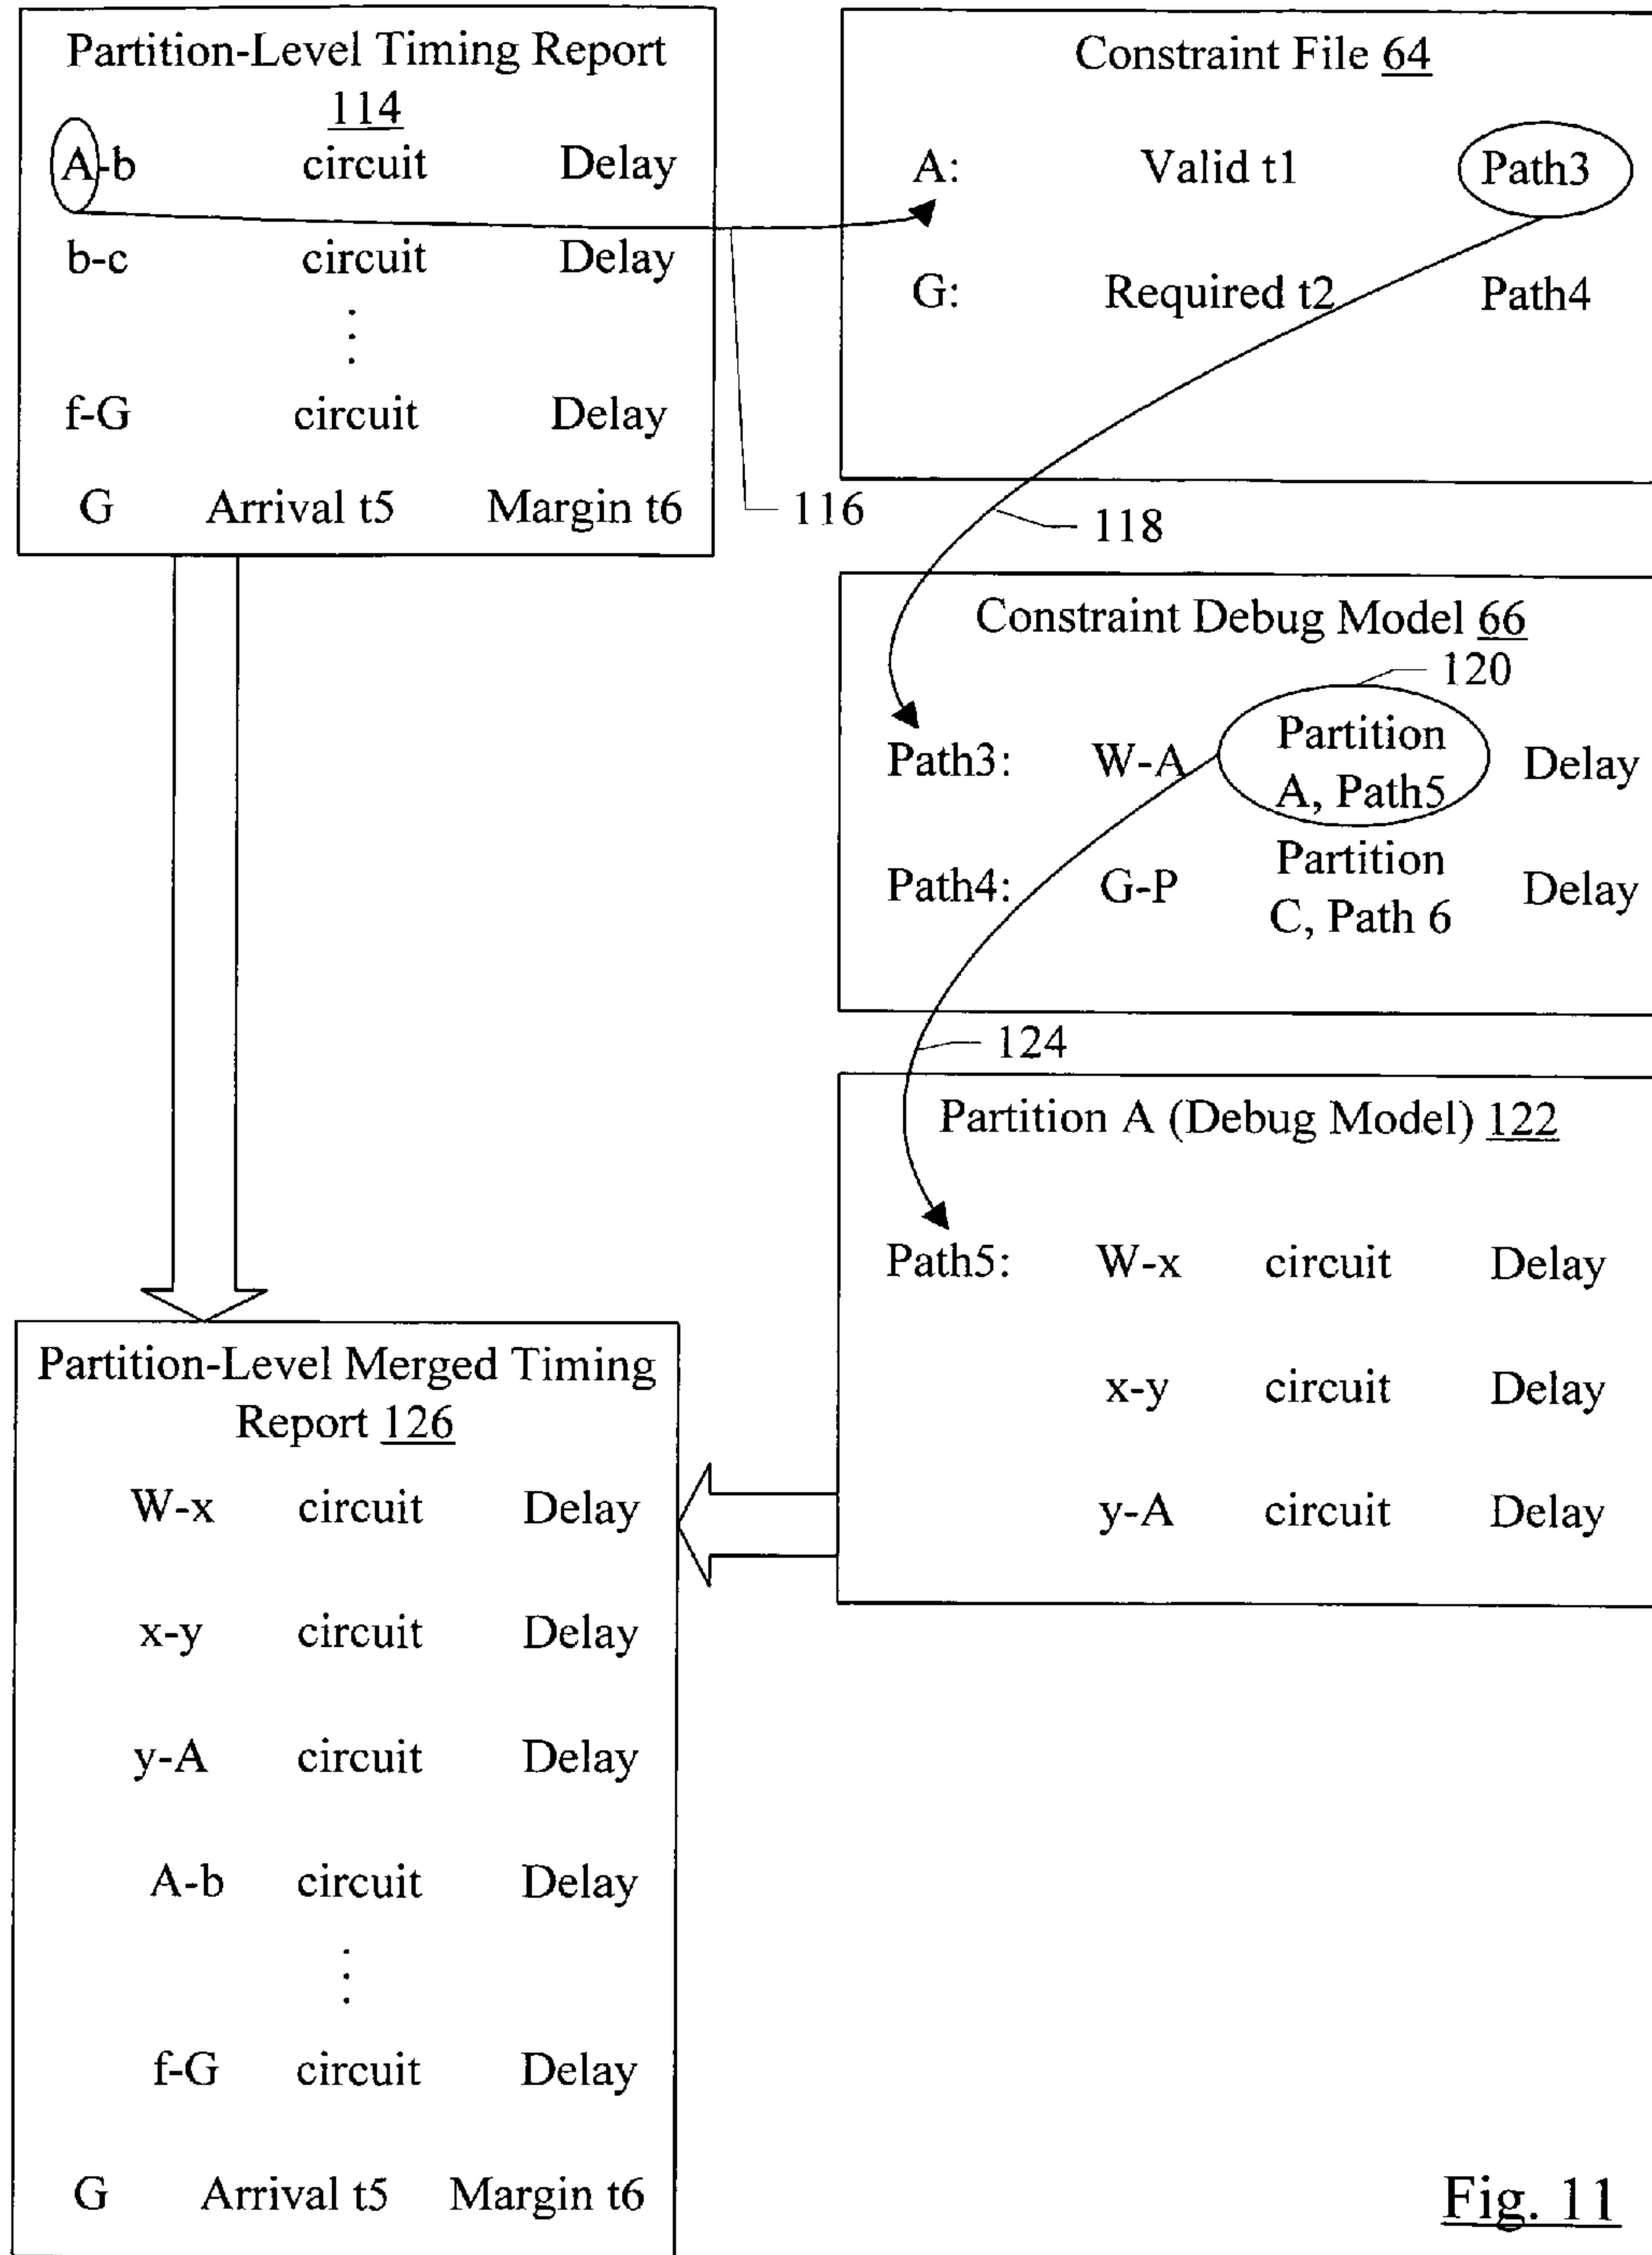 Partition-Level Timing Report
114
A-b circuit Delay
b-c circuit Delay
f-G circuit Delay
G Arrival t5 Margin t6
Constraint File 64
A: Valid t1 Path3
G: Required t2 Path4
116
118
Constraint Debug Model 66
120
Path3: W-A Partition A, Path5 Delay
Path4: G-P Partition C, Path 6 Delay
124
Partition A (Debug Model) 122
Path5: W-x circuit Delay
x-y circuit Delay
y-A circuit Delay
Partition-Level Merged Timing
Report 126
W-x circuit Delay
x-y circuit Delay
y-A circuit Delay
A-b circuit Delay
f-G circuit Delay
G Arrival t5 Margin t6
Fig. 11